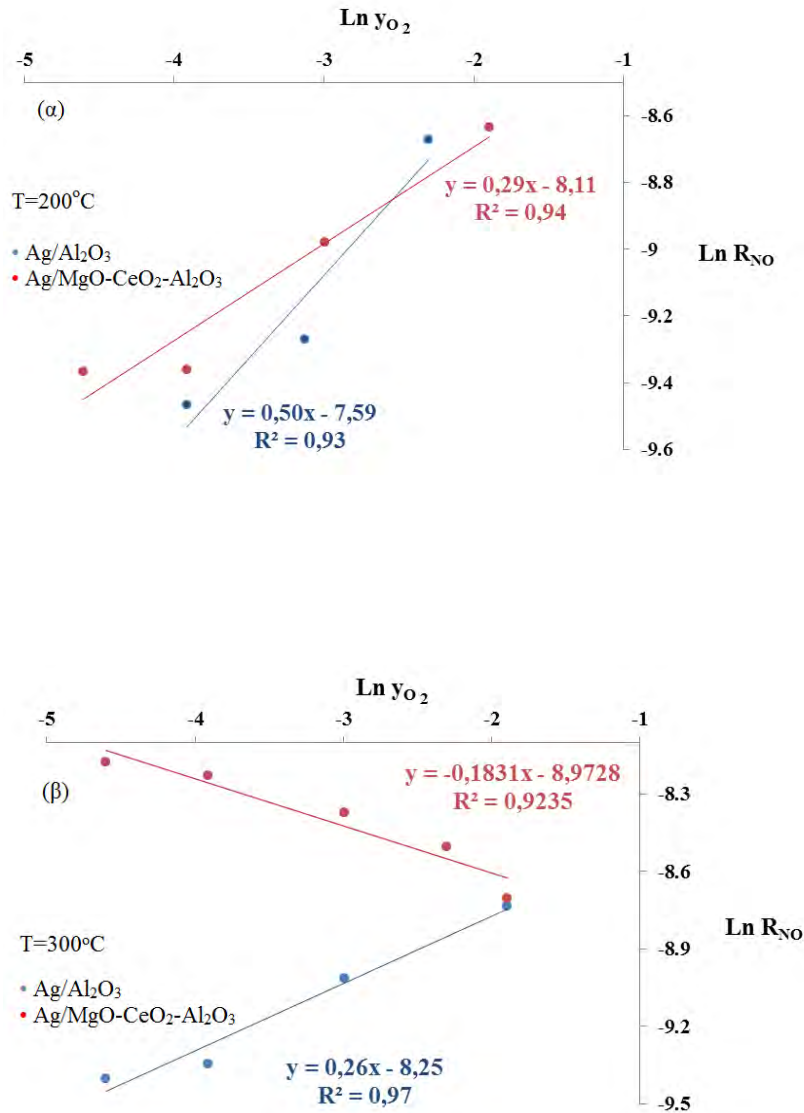 Ln yO₂
-5 -4 -3 -2 -1
(α)
-8.6
T=200°C
y = 0,29x - 8,11
R² = 0,94
-8.8
Ag/Al₂O₃
Ag/MgO-CeO₂-Al₂O₃
-9
Ln RNO
-9.2
y = 0,50x - 7,59
R² = 0,93
-9.4
-9.6
Ln yO₂
-5 -4 -3 -2 -1
(β)
y = -0,1831x - 8,9728
R² = 0,9235
-8.3
-8.6
T=300°C
Ln RNO
-8.9
Ag/Al₂O₃
Ag/MgO-CeO₂-Al₂O₃
-9.2
y = 0,26x - 8,25
R² = 0,97
-9.5